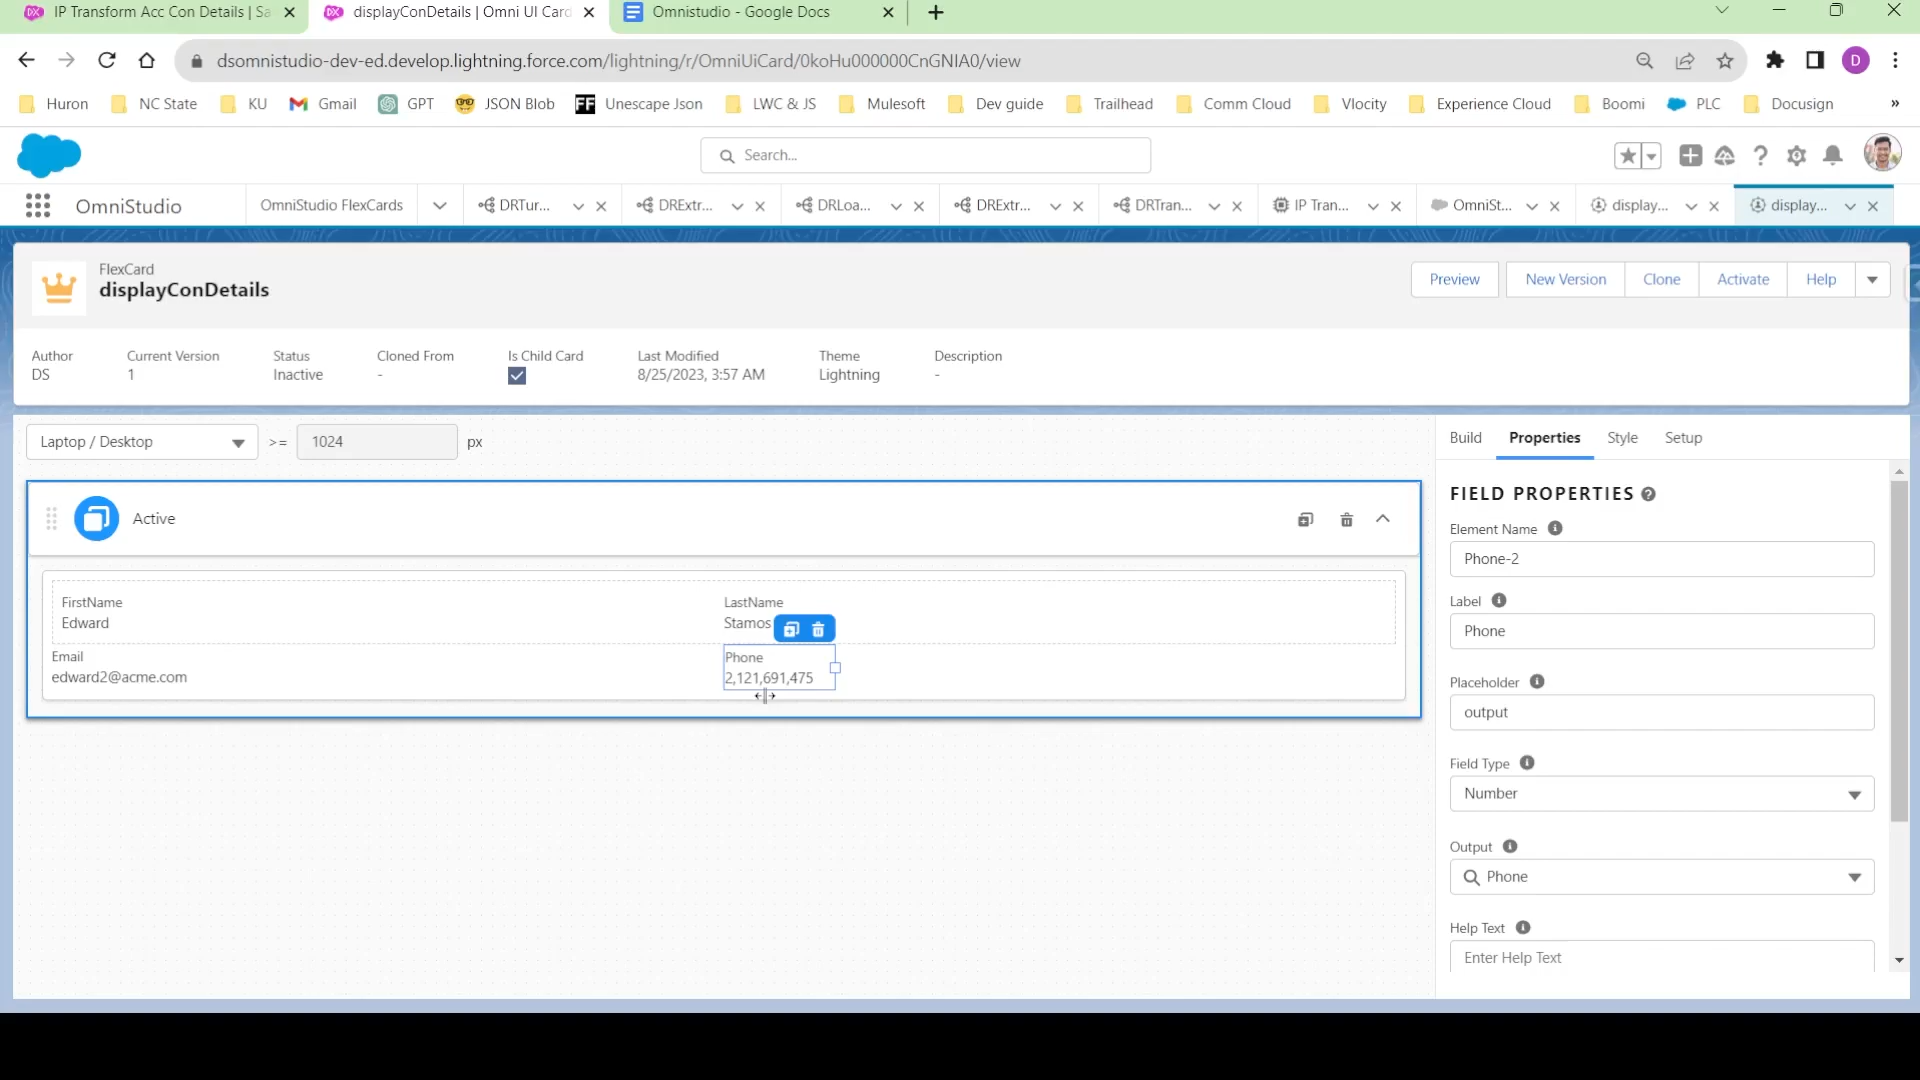 IP Transform Acc Con Details | Sa
displayConDetails | Omni UI Card
Omnistudio - Google Docs
dsomnistudio-dev-ed.develop.lightning.force.com/lightning/r/OmniUiCard/0koHu000000CnGNIA0/view
D
Huron
NC State
KU
Gmail
GPT
JSON Blob
FF
Unescape Json
LWC & JS
Mulesoft
Dev guide
Trailhead
Comm Cloud
Vlocity
Experience Cloud
Boomi
PLC
Docusign
»
Search...
OmniStudio
OmniStudio FlexCards
DRTur...
DRExtr...
DRLoa...
DRExtr...
DRTran...
IP Tran...
OmniSt...
display...
display...
FlexCard
displayConDetails
Preview
New Version
Clone
Activate
Help
Author
DS
Current Version
1
Status
Inactive
Cloned From
-
Is Child Card
Last Modified
8/25/2023, 3:57 AM
Theme
Lightning
Description
-
Laptop / Desktop
>=
1024
px
Active
FirstName
Edward
LastName
Stamos
Email
edward2@acme.com
Phone
2,121,691,475
Build
Properties
Style
Setup
FIELD PROPERTIES
Element Name
Phone-2
Label
Phone
Placeholder
output
Field Type
Number
Output
Phone
Help Text
Enter Help Text